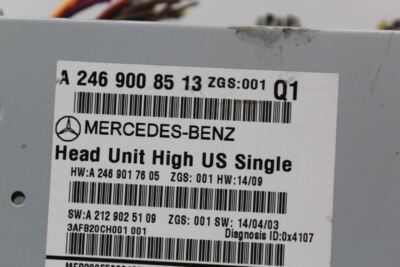 A 246 900 85 13 ZGS:001 Q1
MERCEDES-BENZ
Head Unit High US Single
HW:A 246 901 76 05 ZGS: 001 HW:14/09
SW:A 212 902 51 09 ZGS: 001 SW: 14/04/03
3AFB20CH001 001 Diagnosis ID:0x4107